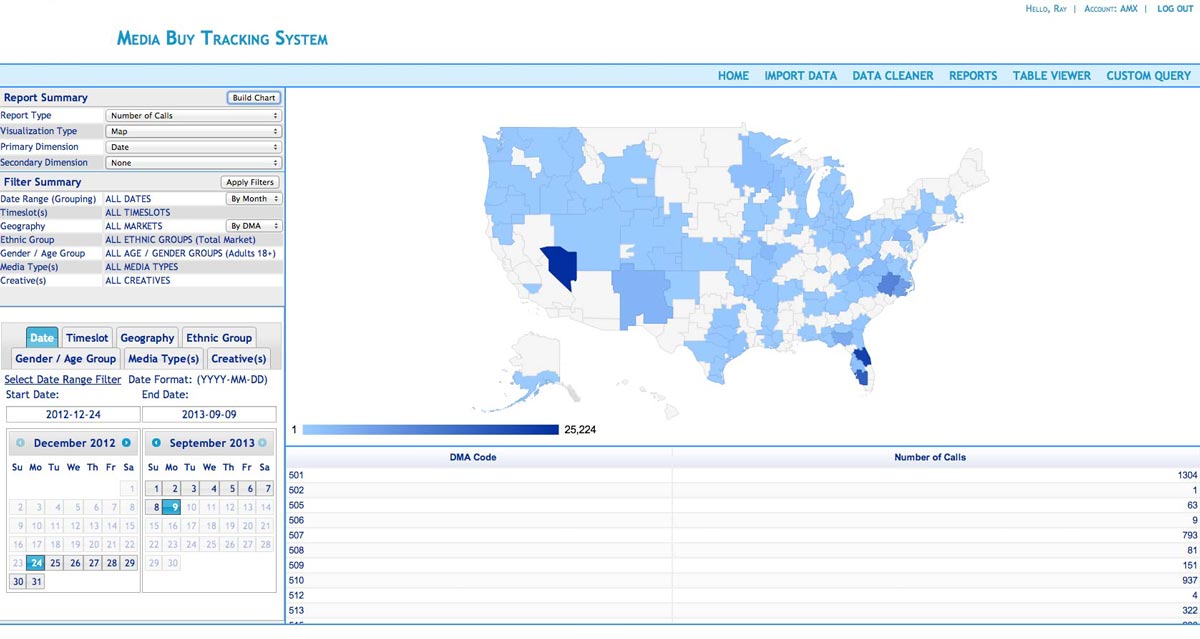 Hello, Ray | Account: AMX | LOG OUT
Media Buy Tracking System
HOME IMPORT DATA DATA CLEANER REPORTS TABLE VIEWER CUSTOM QUERY
Report Summary Build Chart
Report Type Number of Calls
Visualization Type Map
Primary Dimension Date
Secondary Dimension None
Filter Summary Apply Filters
Date Range (Grouping) ALL DATES By Month
Timeslot(s) ALL TIMESLOTS
Geography ALL MARKETS By DMA
Ethnic Group ALL ETHNIC GROUPS (Total Market)
Gender / Age Group ALL AGE / GENDER GROUPS (Adults 18+)
Media Type(s) ALL MEDIA TYPES
Creative(s) ALL CREATIVES
Date Timeslot Geography Ethnic Group
Gender / Age Group Media Type(s) Creative(s)
Select Date Range Filter Date Format: (YYYY-MM-DD)
Start Date: End Date:
2012-12-24 2013-09-09
December 2012 September 2013
Su Mo Tu We Th Fr Sa Su Mo Tu We Th Fr Sa
1 1 2 3 4 5 6 7
2 3 4 5 6 7 8 8 9 10 11 12 13 14
9 10 11 12 13 14 15 15 16 17 18 19 20 21
16 17 18 19 20 21 22 22 23 24 25 26 27 28
23 24 25 26 27 28 29 29 30
30 31
1 25,224
DMA Code Number of Calls
501 1304
502 1
505 63
506 9
507 793
508 81
509 151
510 937
512 4
513 322